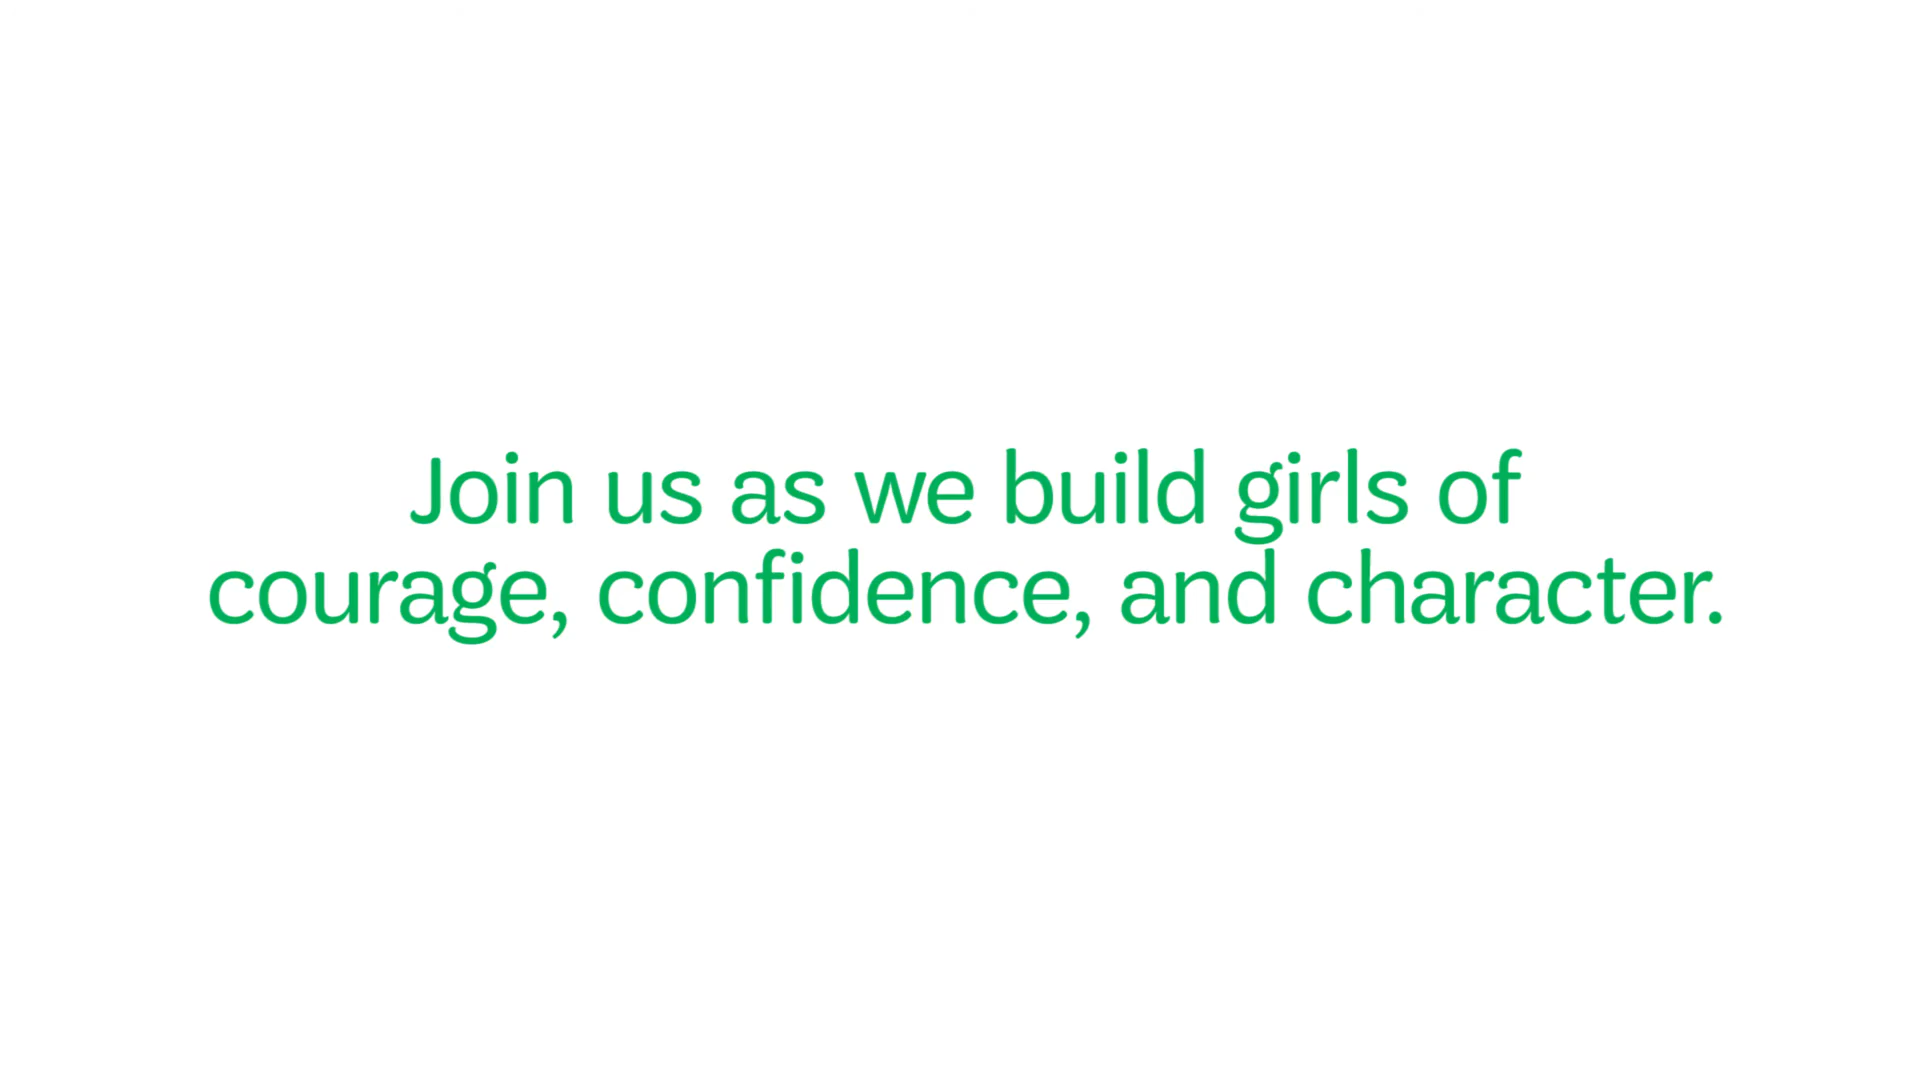 Join us as we build girls of
courage, confidence, and character.